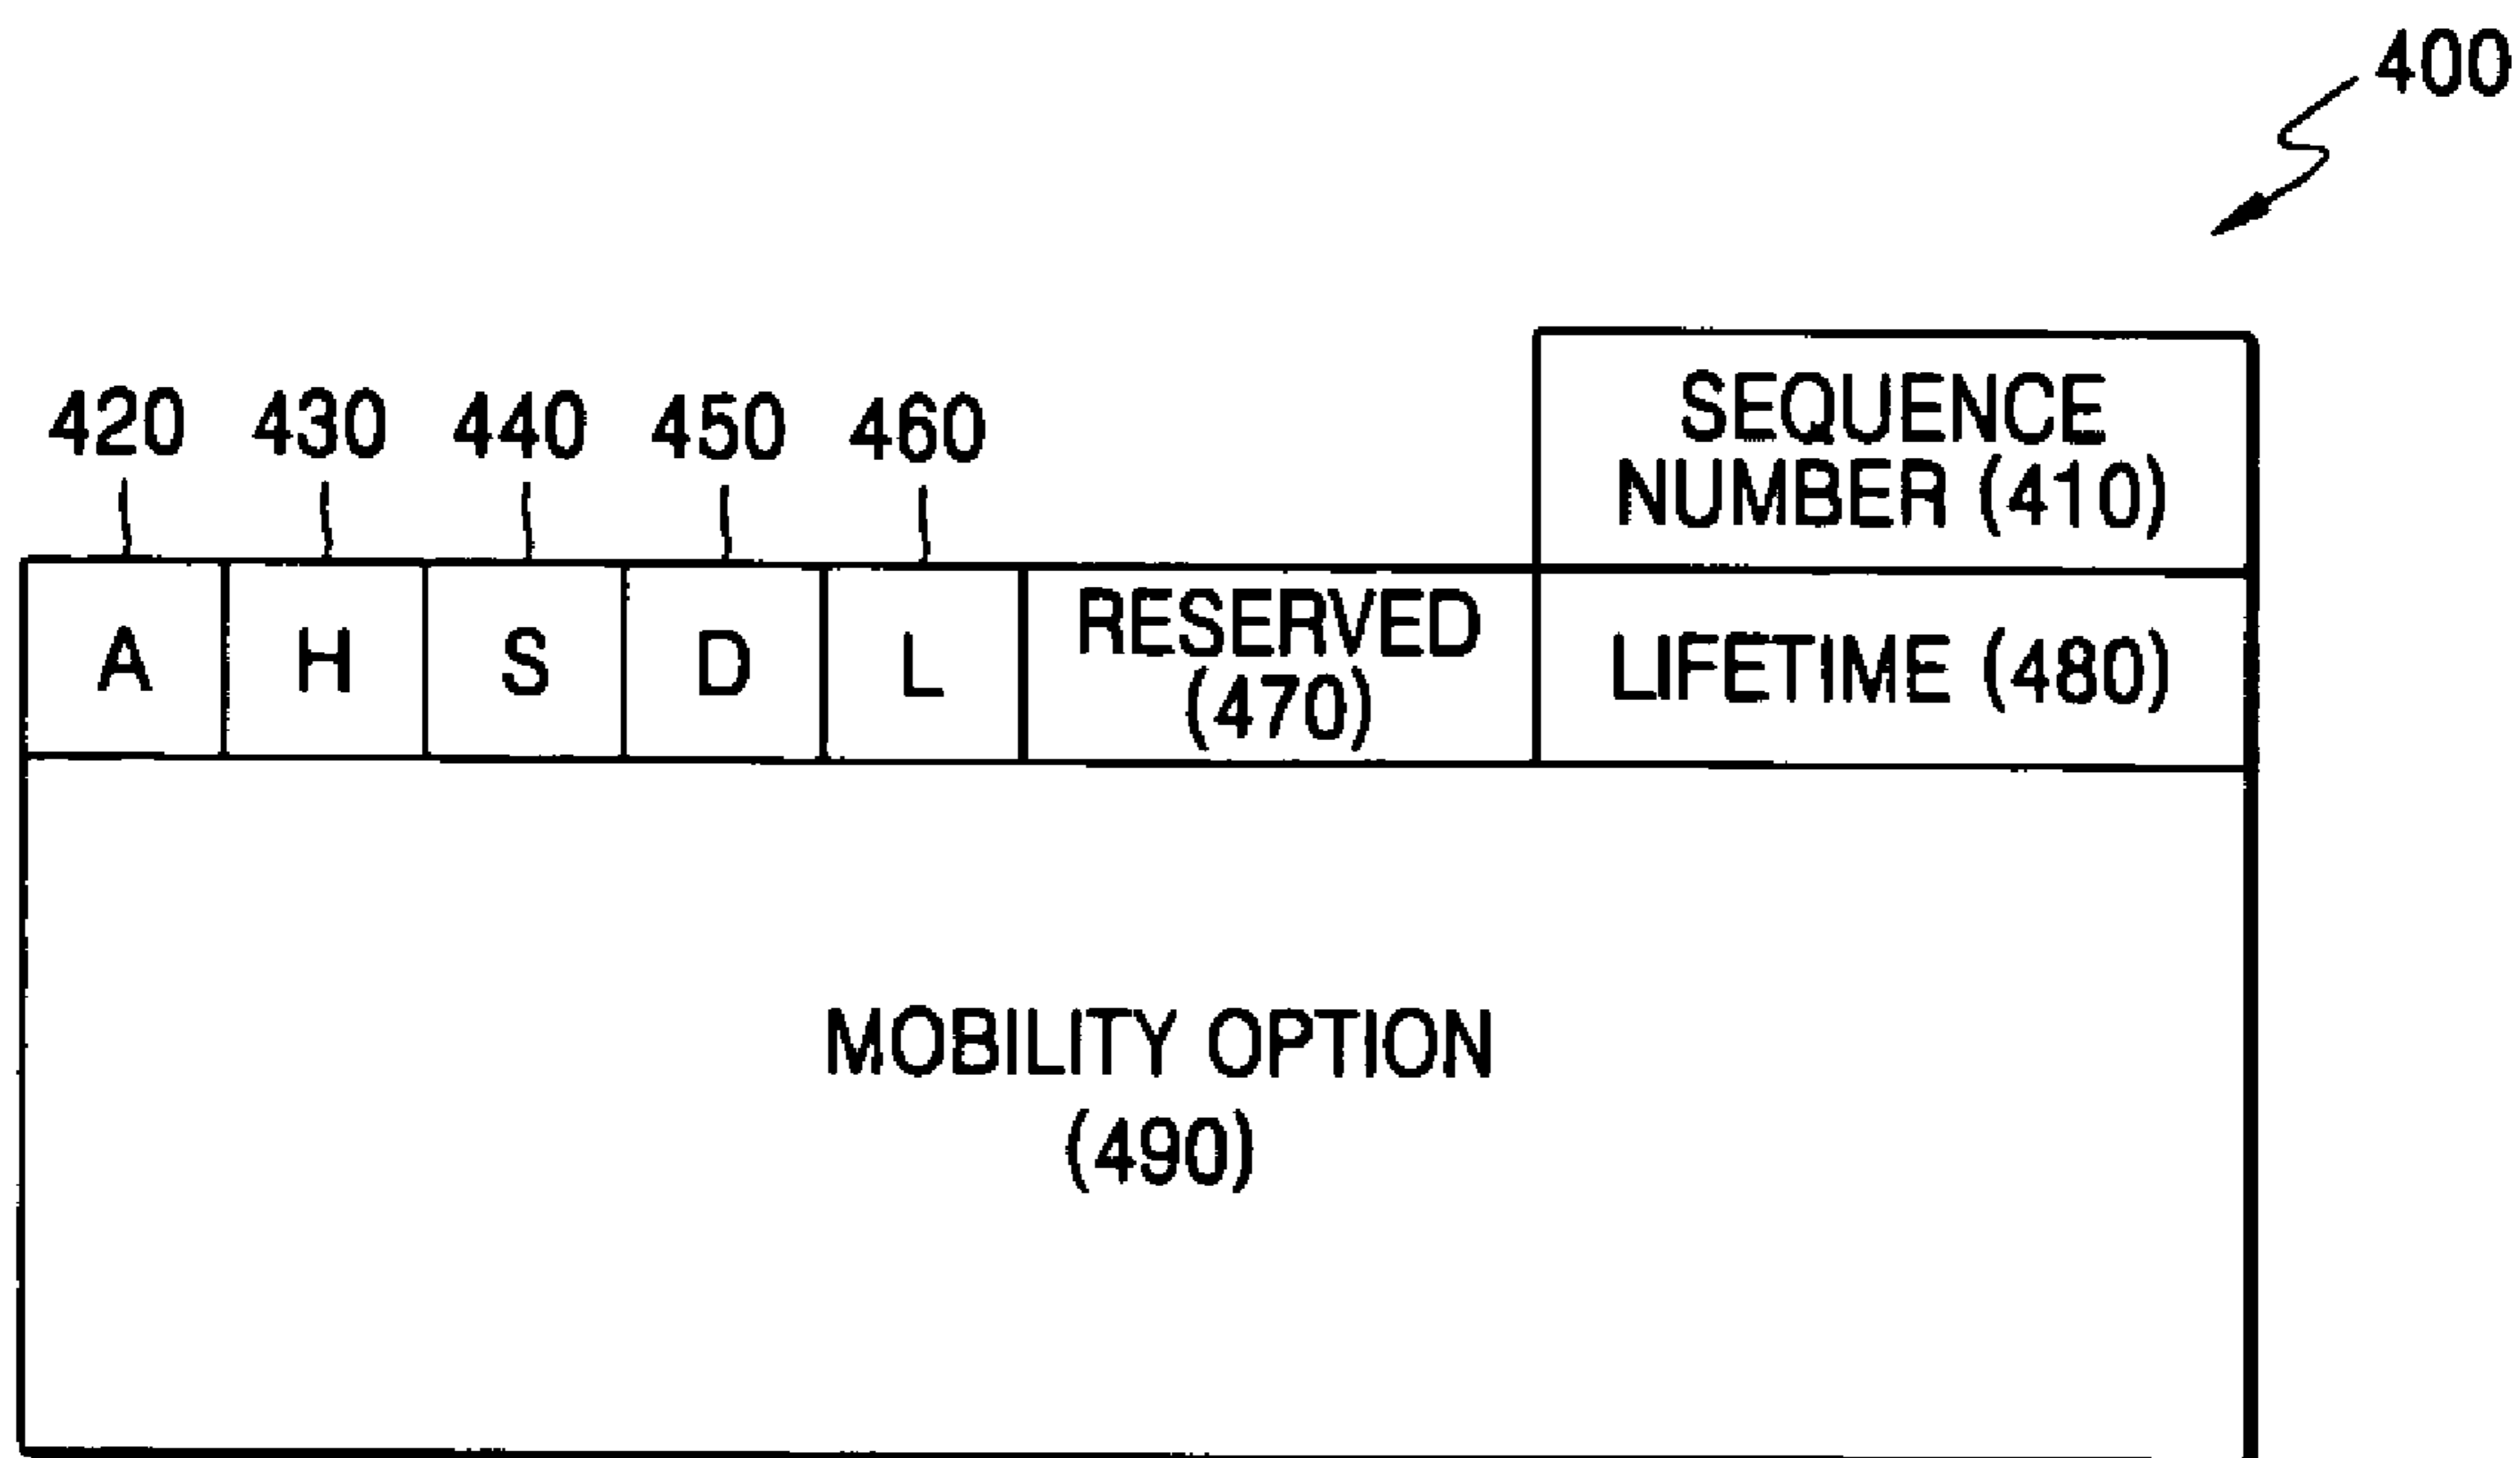 400
SEQUENCE
NUMBER (410)
420 430 440 450 460
A H S D L
RESERVED
(470)
LIFETIME (480)
MOBILITY OPTION
(490)